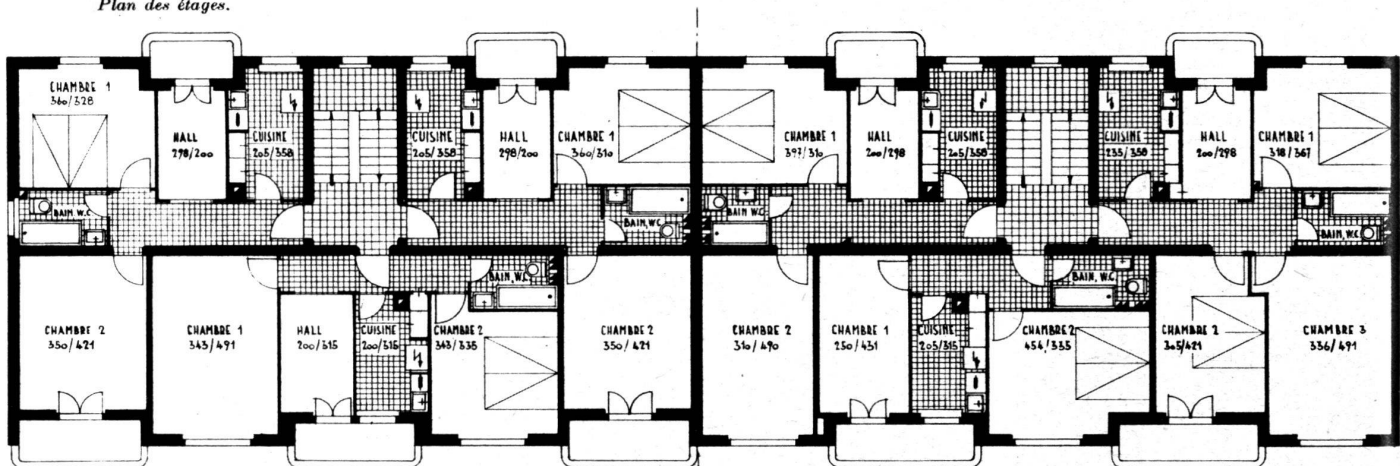 Plan des étages.
CHAMBRE 1
360/328
HALL
298/200
CUISINE
205/358
CUISINE
205/358
HALL
298/200
CHAMBRE 1
360/310
CHAMBRE 1
397/310
HALL
200/298
CUISINE
205/358
CUISINE
235/358
HALL
200/298
CHAMBRE 1
318/367
BAIN W.C
BAIN, W.C
BAIN W.C
BAIN, W.C
BAIN, W.C
BAIN, W.C
CHAMBRE 2
350/421
CHAMBRE 1
343/491
HALL
200/315
CUISINE
200/315
CHAMBRE 2
343/335
CHAMBRE 2
350/421
CHAMBRE 2
310/490
CHAMBRE 1
250/431
CUISINE
205/315
CHAMBRE 2
454/335
CHAMBRE 2
305/421
CHAMBRE 3
336/491